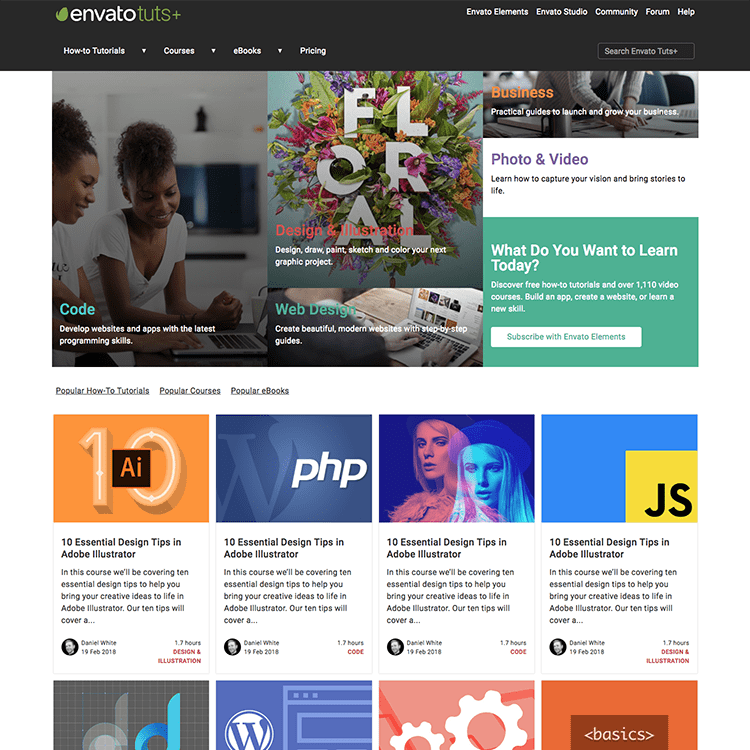 envatotuts+
Envato Elements Envato Studio Community Forum Help
How-to Tutorials ▼ Courses ▼ eBooks ▼ Pricing
Search Envato Tuts+
Code
Develop websites and apps with the latest
programming skills.
FL
OR
AL
Design & Illustration
Design, draw, paint, sketch and color your next
graphic project.
Web Design
Create beautiful, modern websites with step-by-step
guides.
Business
Practical guides to launch and grow your business.
Photo & Video
Learn how to capture your vision and bring stories to
life.
What Do You Want to Learn
Today?
Discover free how-to tutorials and over 1,110 video
courses. Build an app, create a website, or learn a
new skill.
Subscribe with Envato Elements
Popular How-To Tutorials Popular Courses Popular eBooks
10
Ai
10 Essential Design Tips in
Adobe Illustrator
In this course we'll be covering ten
essential design tips to help you
bring your creative ideas to life in
Adobe Illustrator. Our ten tips will
cover a...
Daniel White
19 Feb 2018
1.7 hours
DESIGN &
ILLUSTRATION
W
php
10 Essential Design Tips in
Adobe Illustrator
In this course we'll be covering ten
essential design tips to help you
bring your creative ideas to life in
Adobe Illustrator. Our ten tips will
cover a...
Daniel White
19 Feb 2018
1.7 hours
CODE
10 Essential Design Tips in
Adobe Illustrator
In this course we'll be covering ten
essential design tips to help you
bring your creative ideas to life in
Adobe Illustrator. Our ten tips will
cover a...
Daniel White
19 Feb 2018
1.7 hours
CODE
JS
10 Essential Design Tips in
Adobe Illustrator
In this course we'll be covering ten
essential design tips to help you
bring your creative ideas to life in
Adobe Illustrator. Our ten tips will
cover a...
Daniel White
19 Feb 2018
1.7 hours
DESIGN &
ILLUSTRATION
dd
W
<basics>